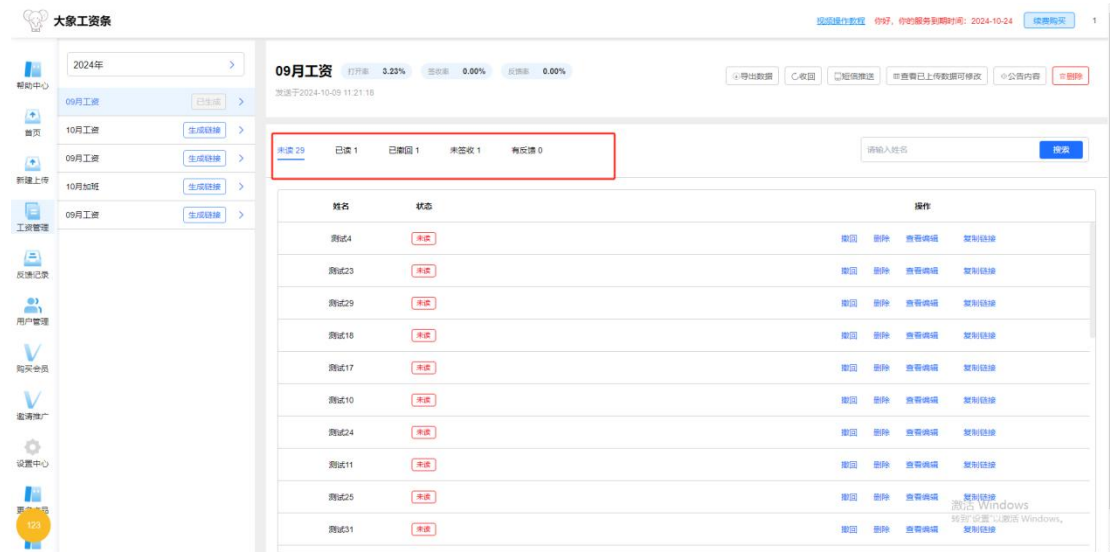 大象工资条
视频操作教程 你好，你的服务到期时间：2024-10-24 续费购买 1
帮助中心
首页
新建上传
工资管理
反馈记录
用户管理
购买会员
邀请推广
设置中心
123
2024年
09月工资 已生成
10月工资 生成链接
09月工资 生成链接
10月加班 生成链接
09月工资 生成链接
09月工资 打开率 3.23% 签收率 0.00% 反馈率 0.00%
发送于2024-10-09 11:21:18
导出数据 收回 短信推送 查看已上传数据可修改 公告内容 删除
未读 29 已读 1 已撤回 1 未签收 1 有反馈 0
请输入姓名 搜索
姓名 状态 操作
测试4 未读 撤回 删除 查看编辑 复制链接
测试23 未读 撤回 删除 查看编辑 复制链接
测试29 未读 撤回 删除 查看编辑 复制链接
测试18 未读 撤回 删除 查看编辑 复制链接
测试17 未读 撤回 删除 查看编辑 复制链接
测试10 未读 撤回 删除 查看编辑 复制链接
测试24 未读 撤回 删除 查看编辑 复制链接
测试11 未读 撤回 删除 查看编辑 复制链接
测试25 未读 撤回 删除 查看编辑 复制链接
测试31 未读 撤回 删除 查看编辑 复制链接
激活 Windows
转到"设置"以激活 Windows。